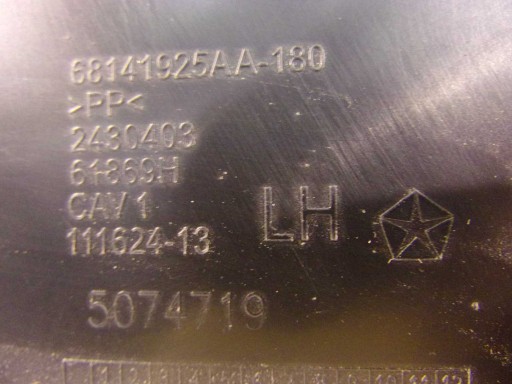 68141925AA-180
>PP<
2430403
61869H
CAV 1
111624-13
LH
5074719